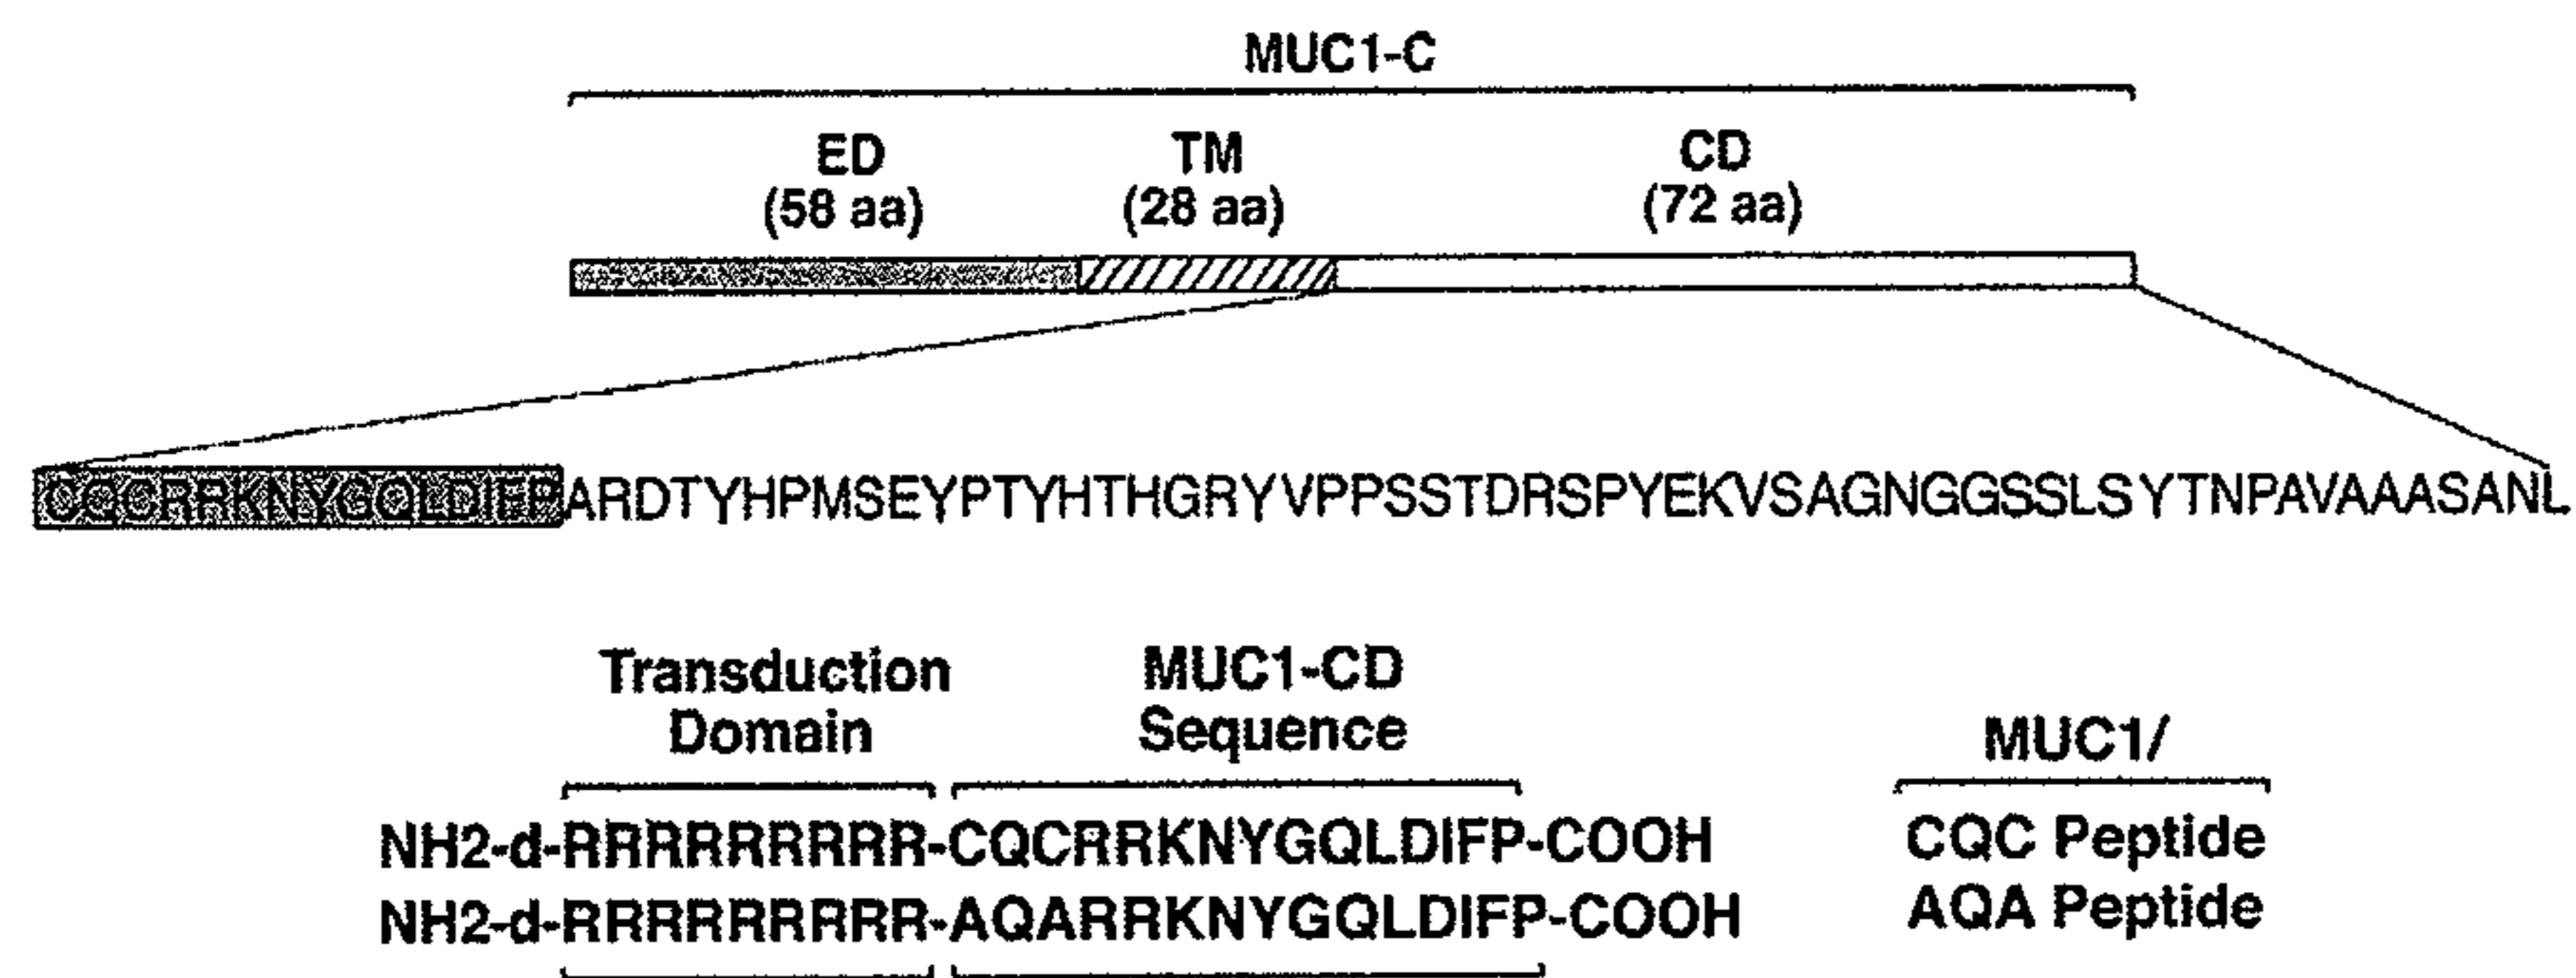 MUC1-C
ED TM CD
(58 aa) (28 aa) (72 aa)
CQCRRKNYGQLDIFPARDTYHPMSEYPTYHTHGRYVPPSSTDRSPYEKVSAGNGGSSLSYTNPAVAAASANL
Transduction MUC1-CD
Domain Sequence MUC1/
NH2-d-RRRRRRRRR-CQCRRKNYGQLDIFP-COOH CQC Peptide
NH2-d-RRRRRRRRR-AQARRKNYGQLDIFP-COOH AQA Peptide